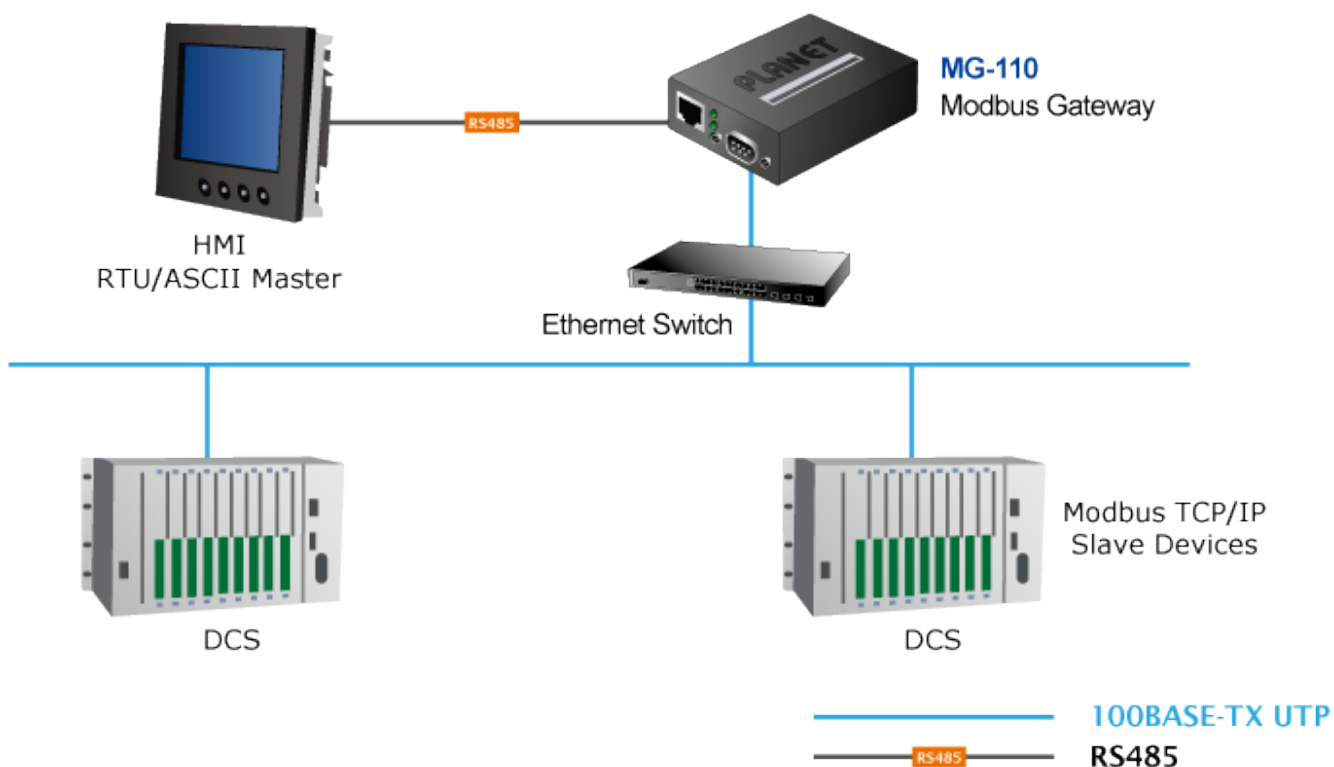 PLANET
MG-110
Modbus Gateway
RS485
HMI
RTU/ASCII Master
Ethernet Switch
Modbus TCP/IP
Slave Devices
DCS
DCS
100BASE-TX UTP
RS485
RS485